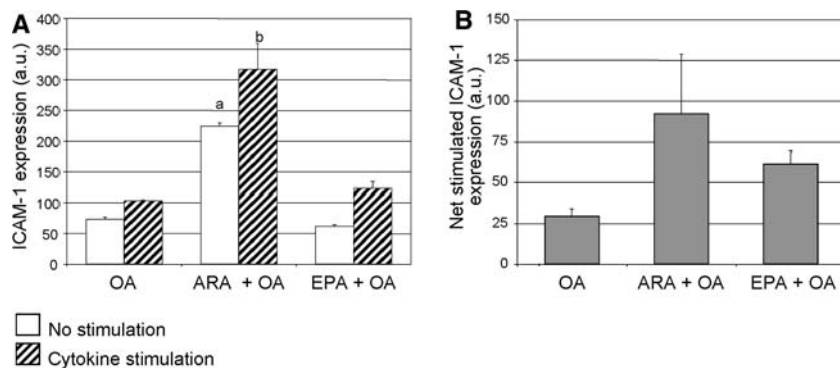 A
ICAM-1 expression (a.u.)
400
350
300
250
200
150
100
50
0
a
b
OA
ARA + OA
EPA + OA
No stimulation
Cytokine stimulation
B
Net stimulated ICAM-1
expression (a.u.)
150
125
100
75
50
25
0
OA
ARA + OA
EPA + OA